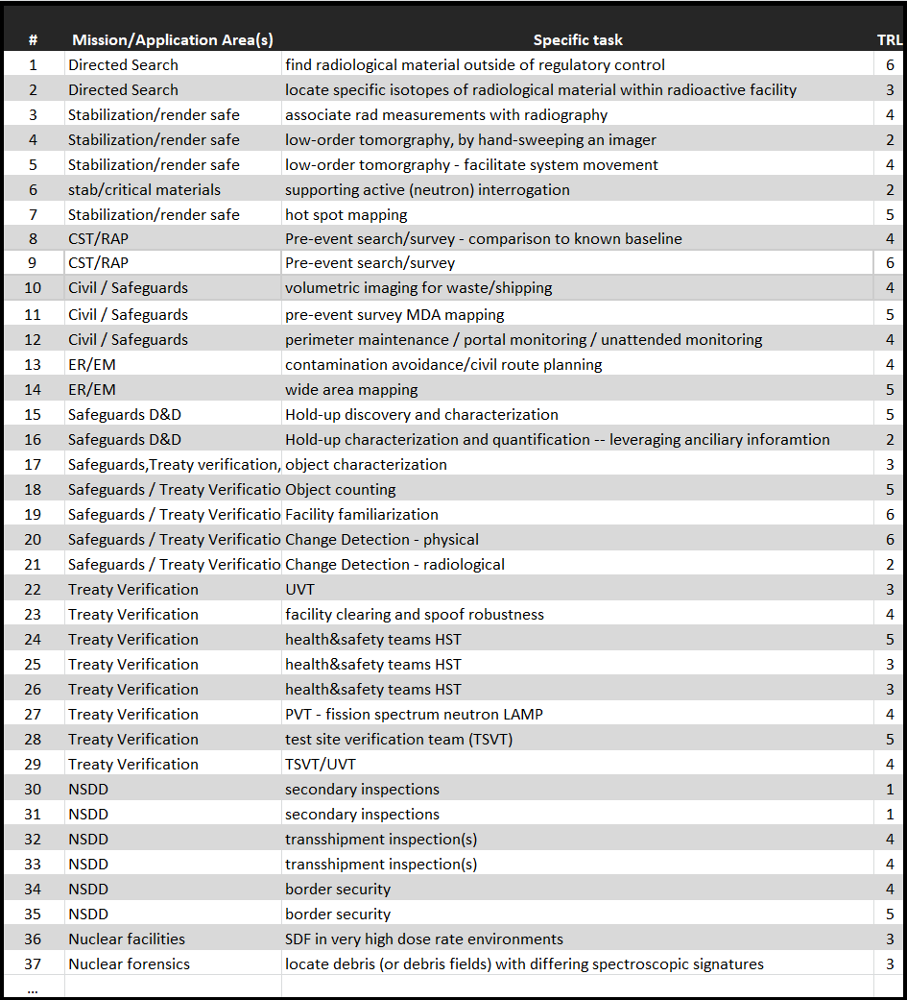 # Mission/Application Area(s) Specific task TRL
1 Directed Search find radiological material outside of regulatory control 6
2 Directed Search locate specific isotopes of radiological material within radioactive facility 3
3 Stabilization/render safe associate rad measurements with radiography 4
4 Stabilization/render safe low-order tomorgraphy, by hand-sweeping an imager 2
5 Stabilization/render safe low-order tomorgraphy - facilitate system movement 4
6 stab/critical materials supporting active (neutron) interrogation 2
7 Stabilization/render safe hot spot mapping 5
8 CST/RAP Pre-event search/survey - comparison to known baseline 4
9 CST/RAP Pre-event search/survey 6
10 Civil / Safeguards volumetric imaging for waste/shipping 4
11 Civil / Safeguards pre-event survey MDA mapping 5
12 Civil / Safeguards perimeter maintenance / portal monitoring / unattended monitoring 4
13 ER/EM contamination avoidance/civil route planning 4
14 ER/EM wide area mapping 5
15 Safeguards D&D Hold-up discovery and characterization 5
16 Safeguards D&D Hold-up characterization and quantification -- leveraging anciliary inforamtion 2
17 Safeguards,Treaty verification, object characterization 3
18 Safeguards / Treaty Verificatio Object counting 5
19 Safeguards / Treaty Verificatio Facility familiarization 6
20 Safeguards / Treaty Verificatio Change Detection - physical 6
21 Safeguards / Treaty Verificatio Change Detection - radiological 2
22 Treaty Verification UVT 3
23 Treaty Verification facility clearing and spoof robustness 4
24 Treaty Verification health&safety teams HST 5
25 Treaty Verification health&safety teams HST 3
26 Treaty Verification health&safety teams HST 3
27 Treaty Verification PVT - fission spectrum neutron LAMP 4
28 Treaty Verification test site verification team (TSVT) 5
29 Treaty Verification TSVT/UVT 4
30 NSDD secondary inspections 1
31 NSDD secondary inspections 1
32 NSDD transshipment inspection(s) 4
33 NSDD transshipment inspection(s) 4
34 NSDD border security 4
35 NSDD border security 5
36 Nuclear facilities SDF in very high dose rate environments 3
37 Nuclear forensics locate debris (or debris fields) with differing spectroscopic signatures 3
...